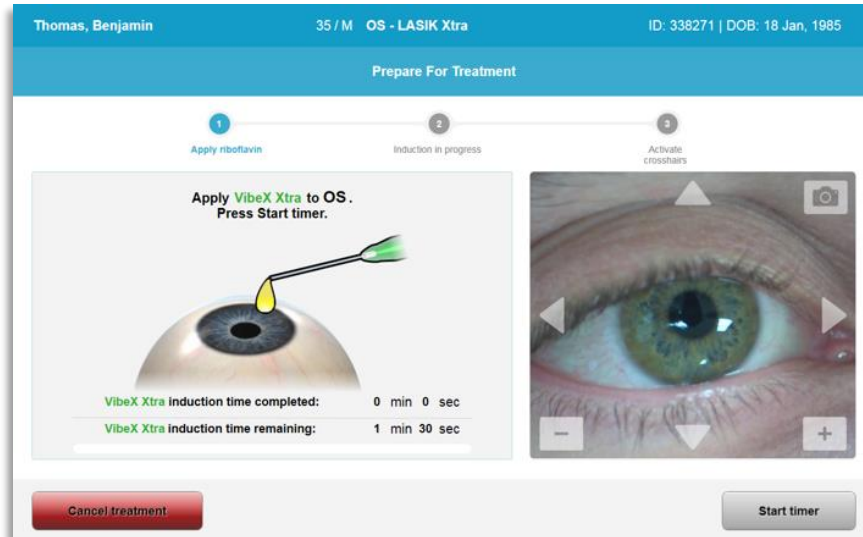 Thomas, Benjamin 35 / M OS - LASIK Xtra ID: 338271 | DOB: 18 Jan, 1985
Prepare For Treatment
1 2 3
Apply riboflavin Induction in progress Activate
crosshairs
Apply VibeX Xtra to OS.
Press Start timer.
VibeX Xtra induction time completed: 0 min 0 sec
VibeX Xtra induction time remaining: 1 min 30 sec
- +
Cancel treatment Start timer